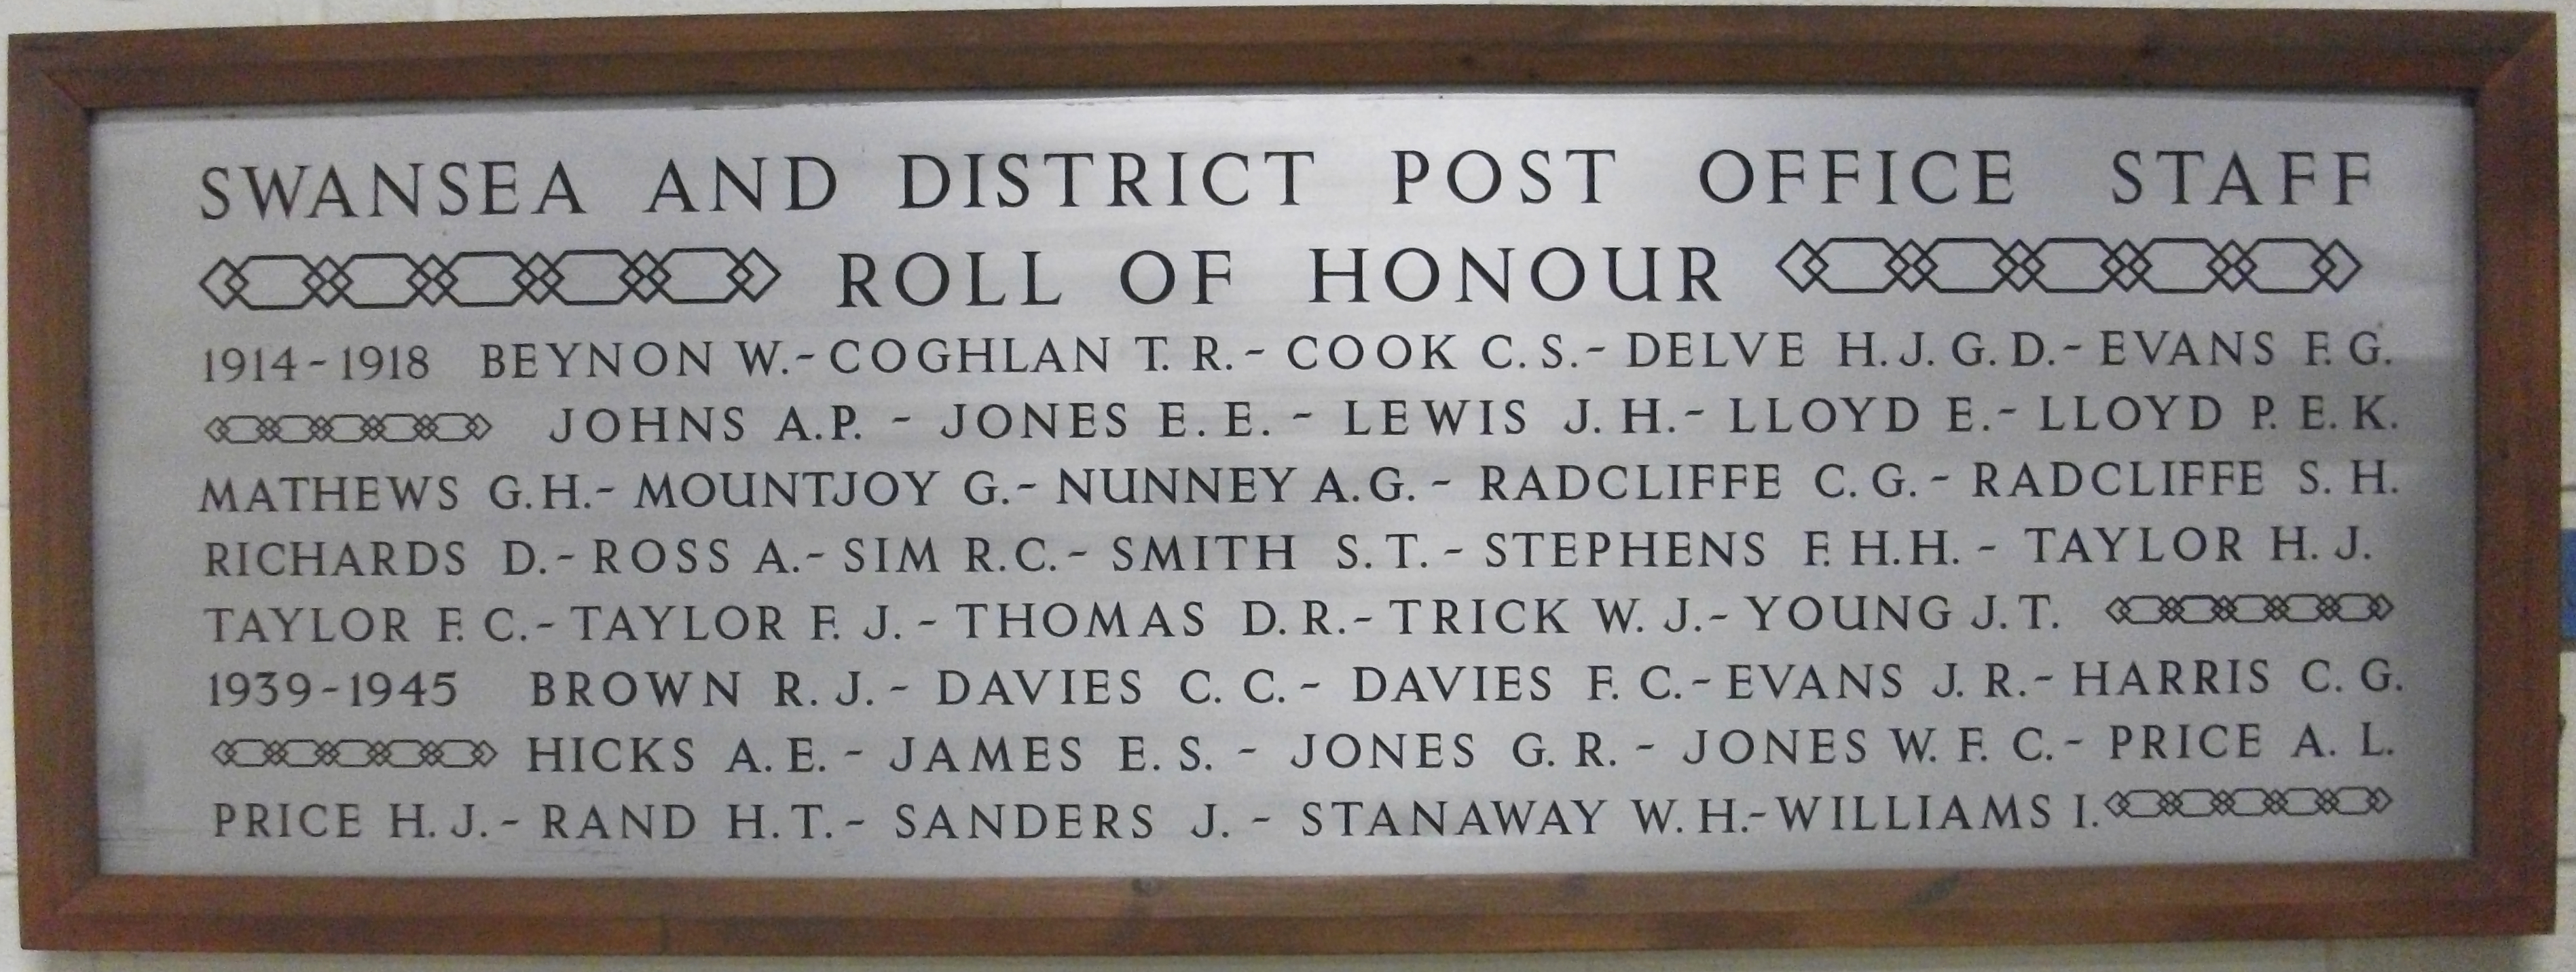 SWANSEA AND DISTRICT POST OFFICE STAFF
ROLL OF HONOUR
1914-1918 BEYNON W.- COGHLAN T. R.- COOK C. S.- DELVE H. J. G. D.- EVANS F. G.
JOHNS A.P. - JONES E. E. - LEWIS J. H.- LLOYD E.- LLOYD P. E. K.
MATHEWS G.H.- MOUNTJOY G.- NUNNEY A.G. - RADCLIFFE C. G. - RADCLIFFE S. H.
RICHARDS D.- ROSS A.- SIM R.C.- SMITH S. T. - STEPHENS F. H.H. - TAYLOR H. J.
TAYLOR F. C.- TAYLOR F. J. - THOMAS D. R.- TRICK W. J.- YOUNG J. T.
1939-1945 BROWN R. J. - DAVIES C. C. - DAVIES F. C.- EVANS J. R.- HARRIS C. G.
HICKS A. E. - JAMES E. S. - JONES G. R. - JONES W. F. C.- PRICE A. L.
PRICE H. J.- RAND H. T.- SANDERS J. - STANAWAY W. H.-WILLIAMS I.